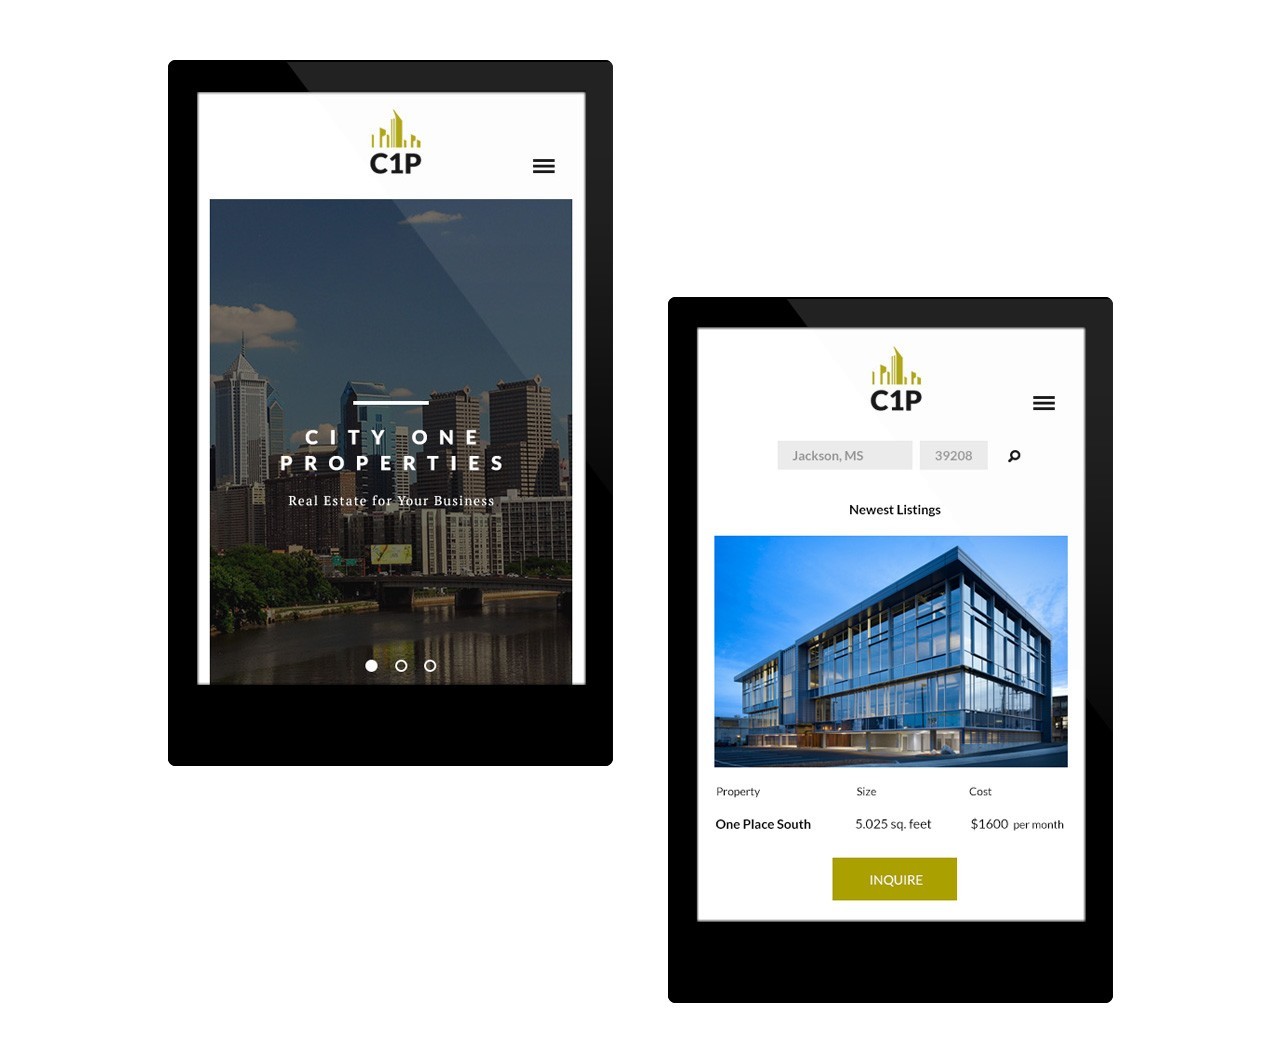 C1P
CITY ONE
PROPERTIES
Real Estate for Your Business
C1P
Jackson, MS 39208
Newest Listings
Property Size Cost
One Place South 5.025 sq. feet $1600 per month
INQUIRE